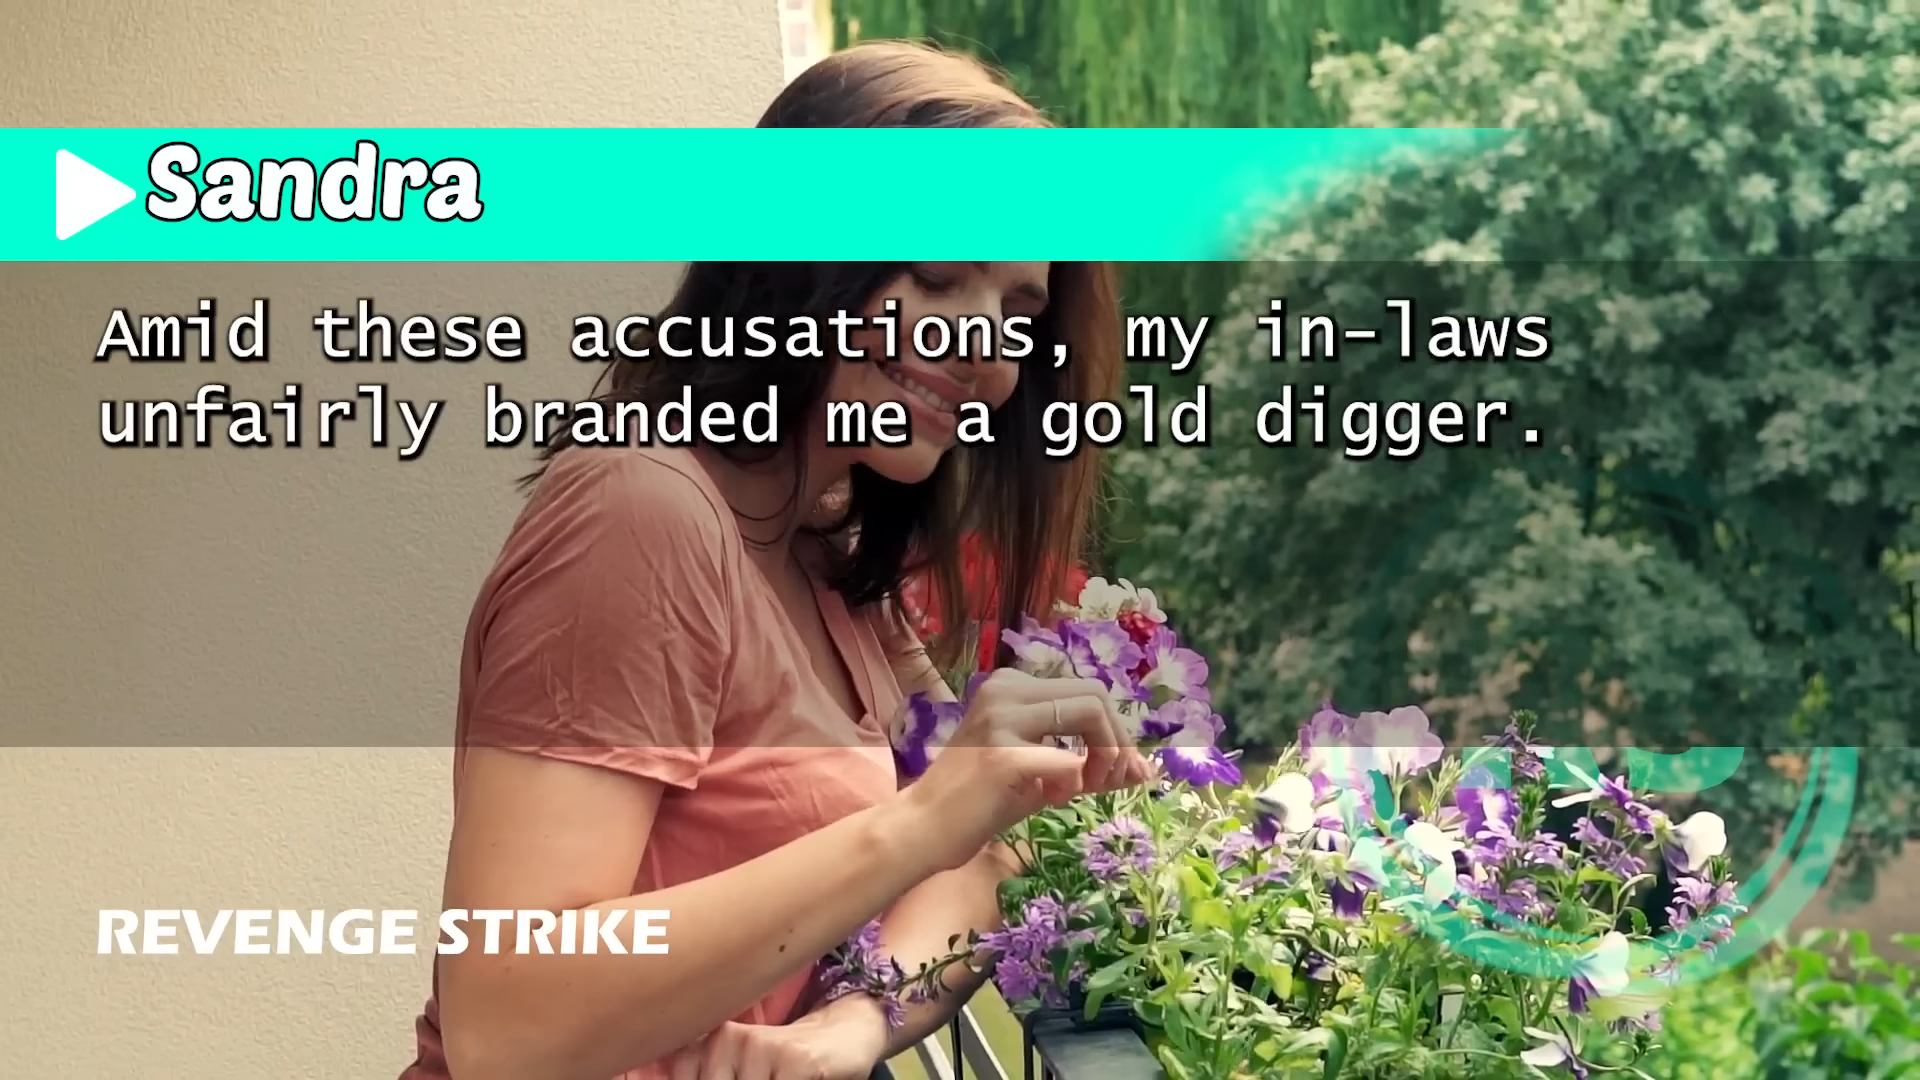 Sandra
Amid these accusations, my in-laws
unfairly branded me a gold digger.
REVENGE STRIKE